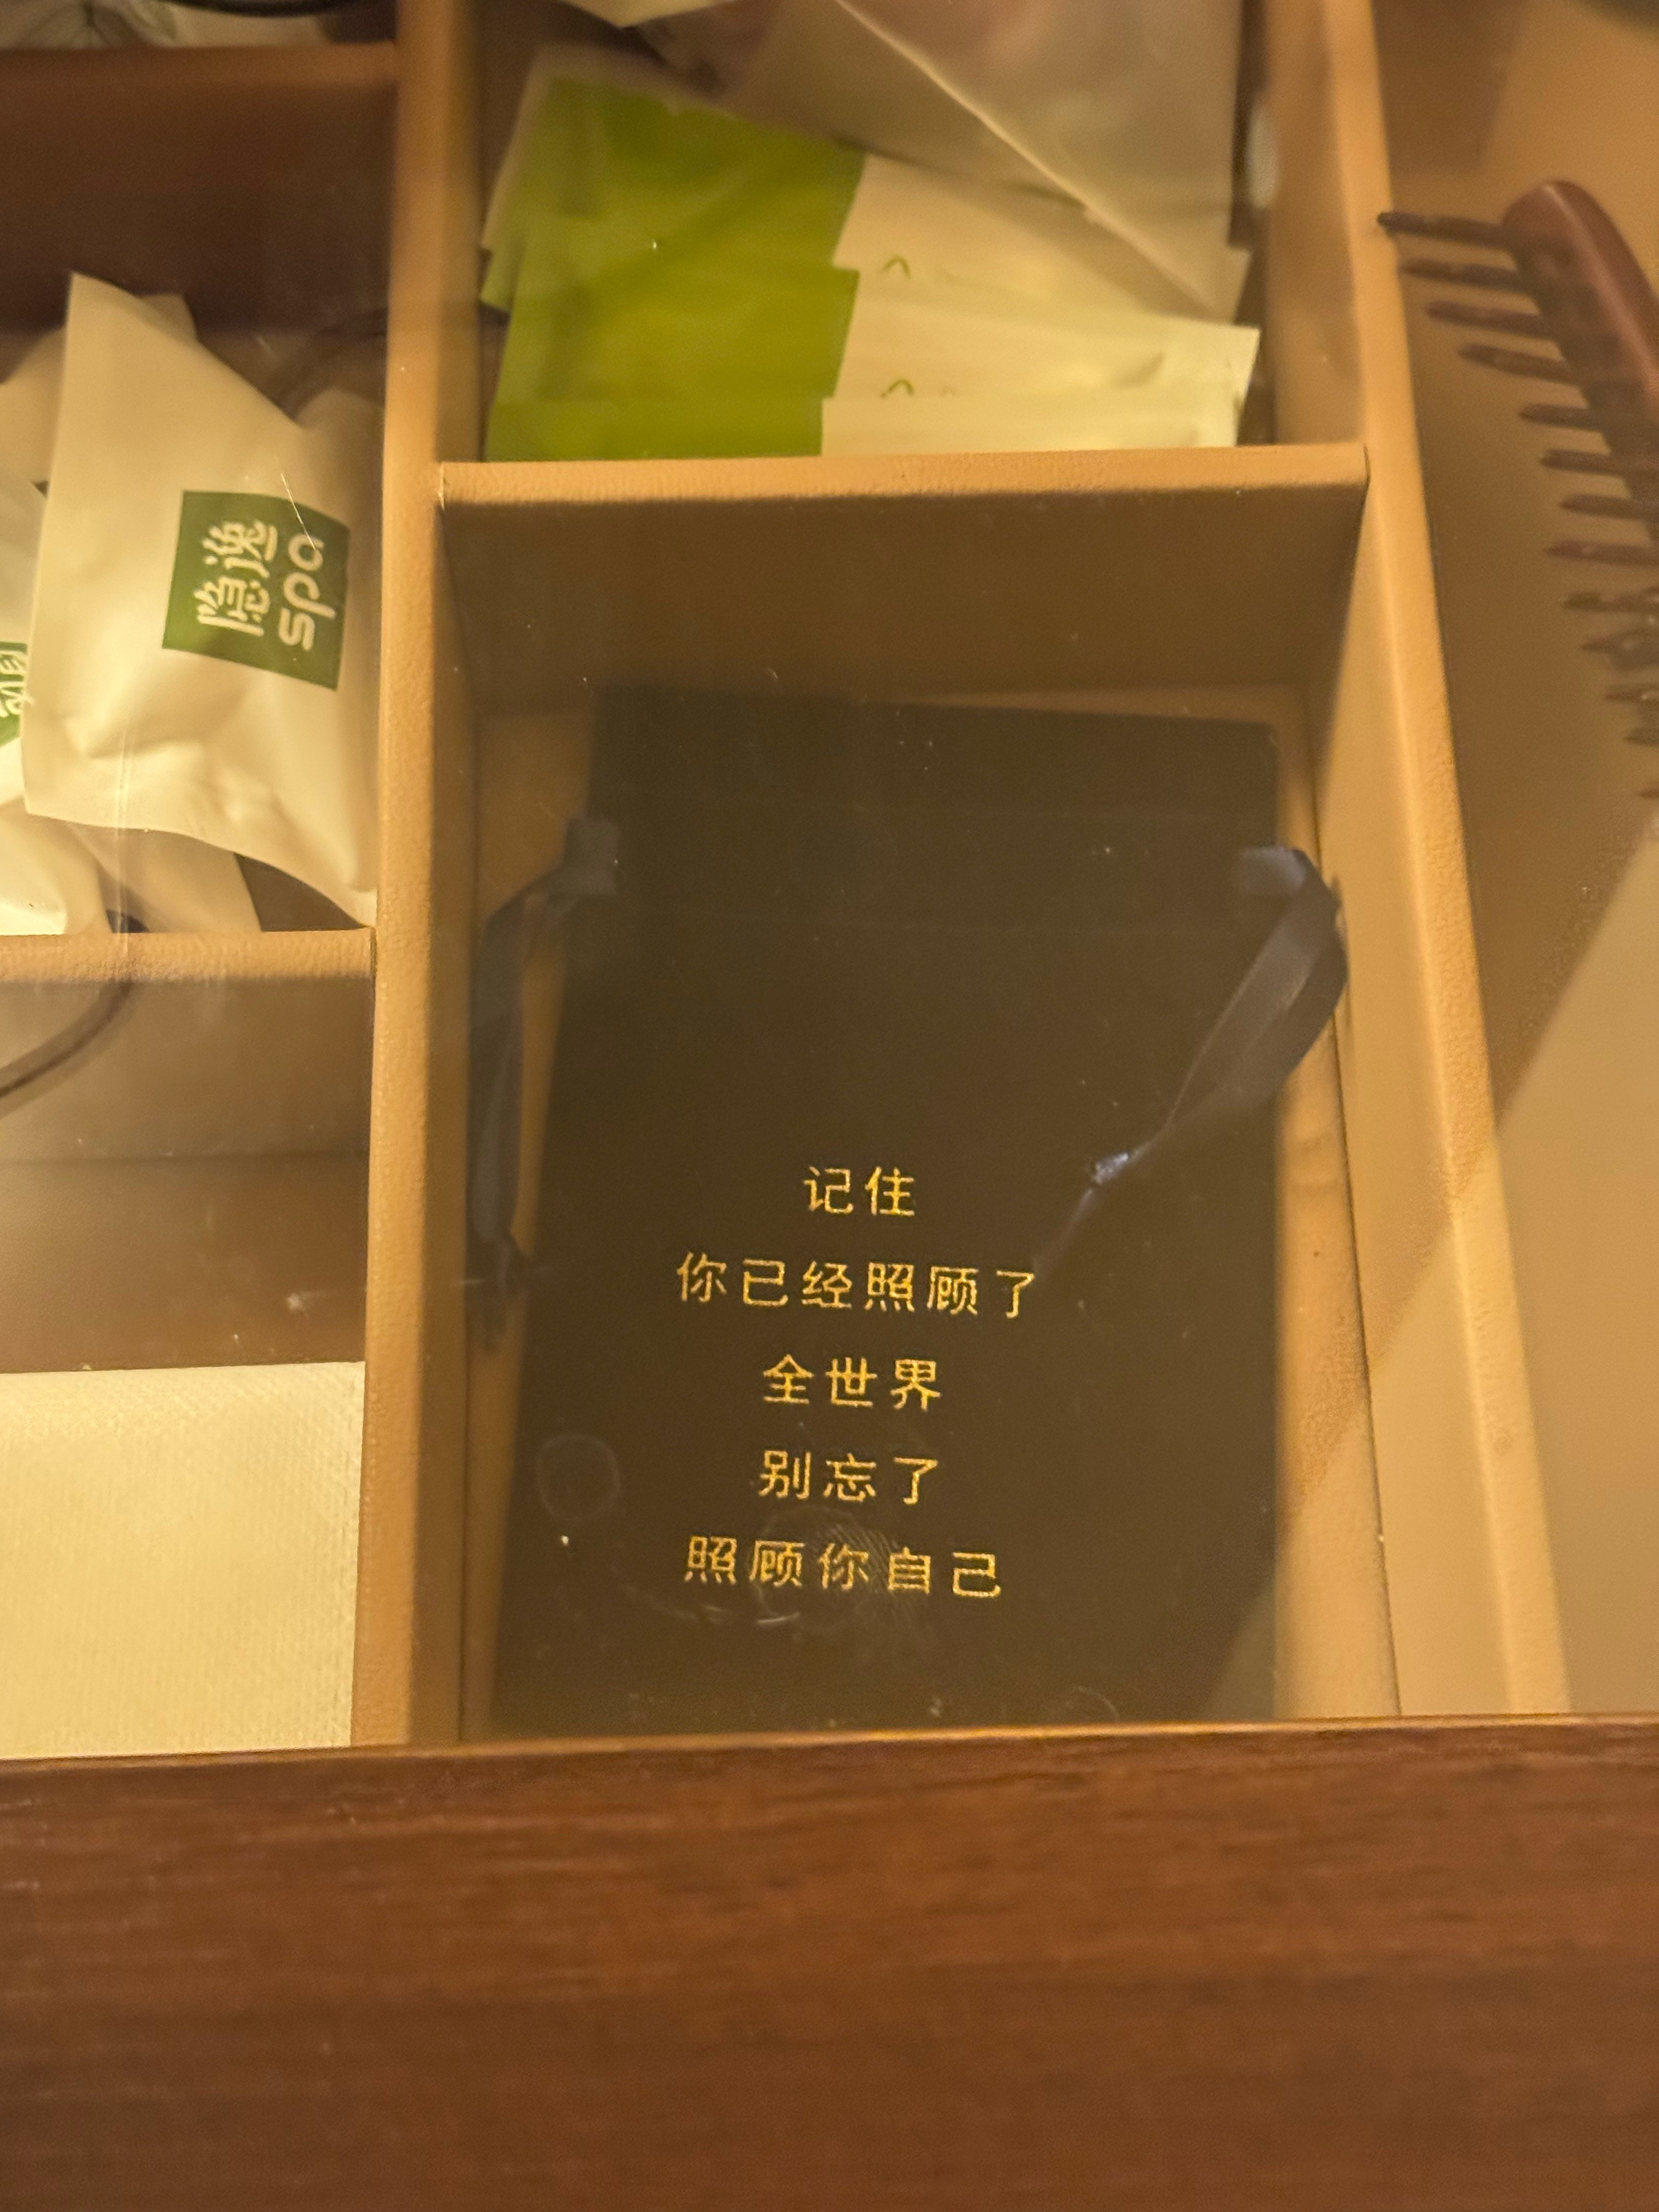 隐逸
spa
记住
你已经照顾了
全世界
别忘了
照顾你自己